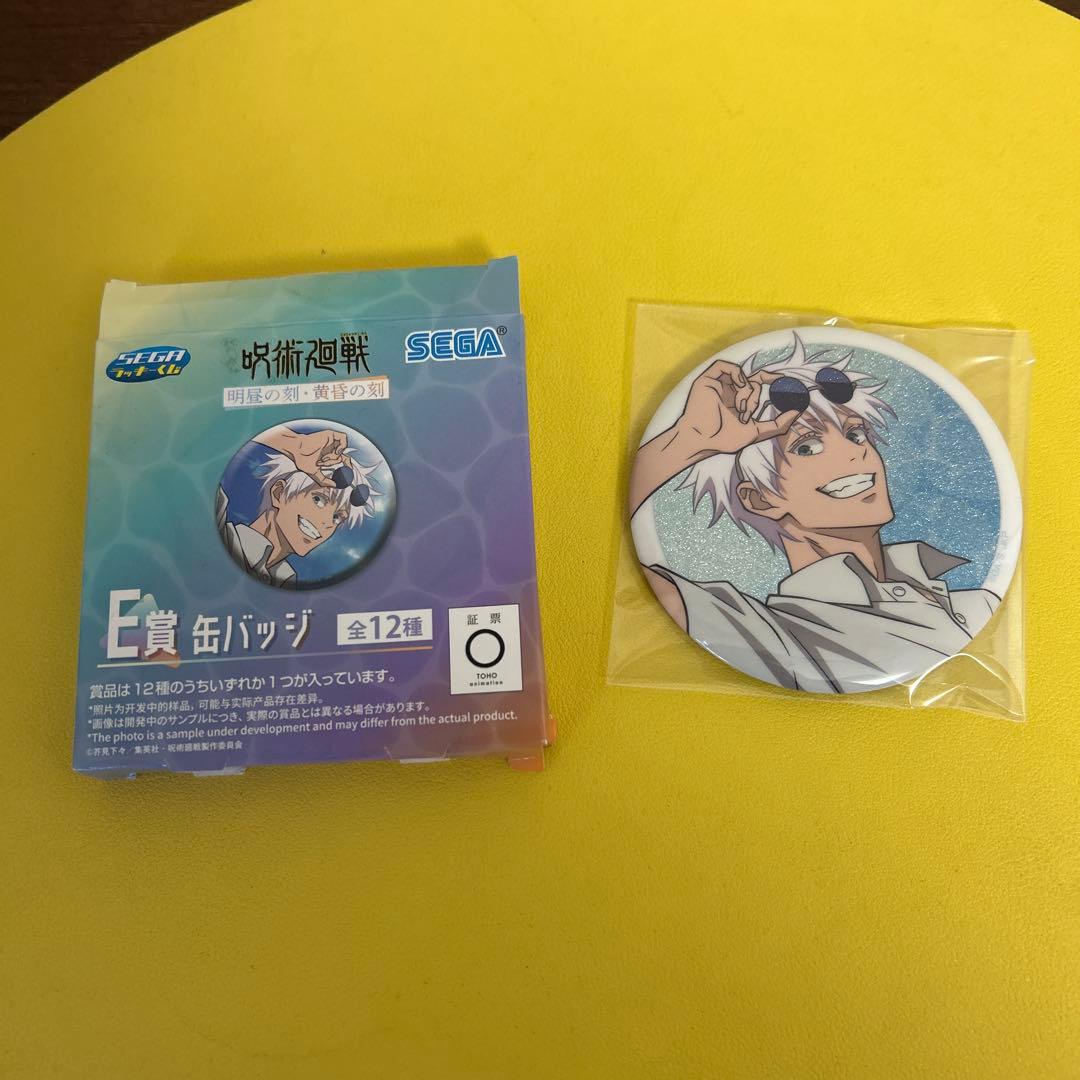 SEGA
ラッキーくじ
呪術廻戦
SEGA®
明昼の刻・黄昏の刻
E賞 缶バッジ
全12種
証 票
TOHO
animation
賞品は12種のうちいずれか1つが入っています。
*照片为开发中的样品，可能与实际产品存在差异。
*画像は開発中のサンプルにつき、実際の賞品とは異なる場合があります。
*The photo is a sample under development and may differ from the actual product.
©芥見下々／集英社・呪術廻戦製作委員会